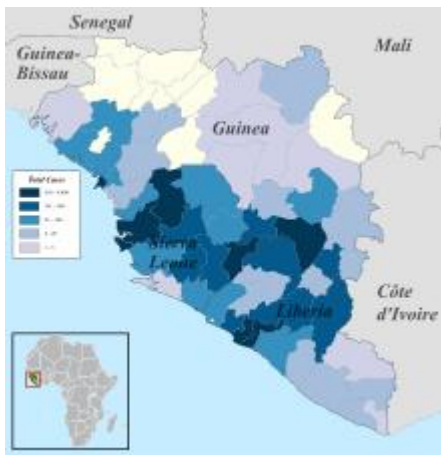 Senegal
Guinea-
Bissau
Mali
Guinea
Total Cases
Sierra
Leone
Liberia
Côte
d'Ivoire